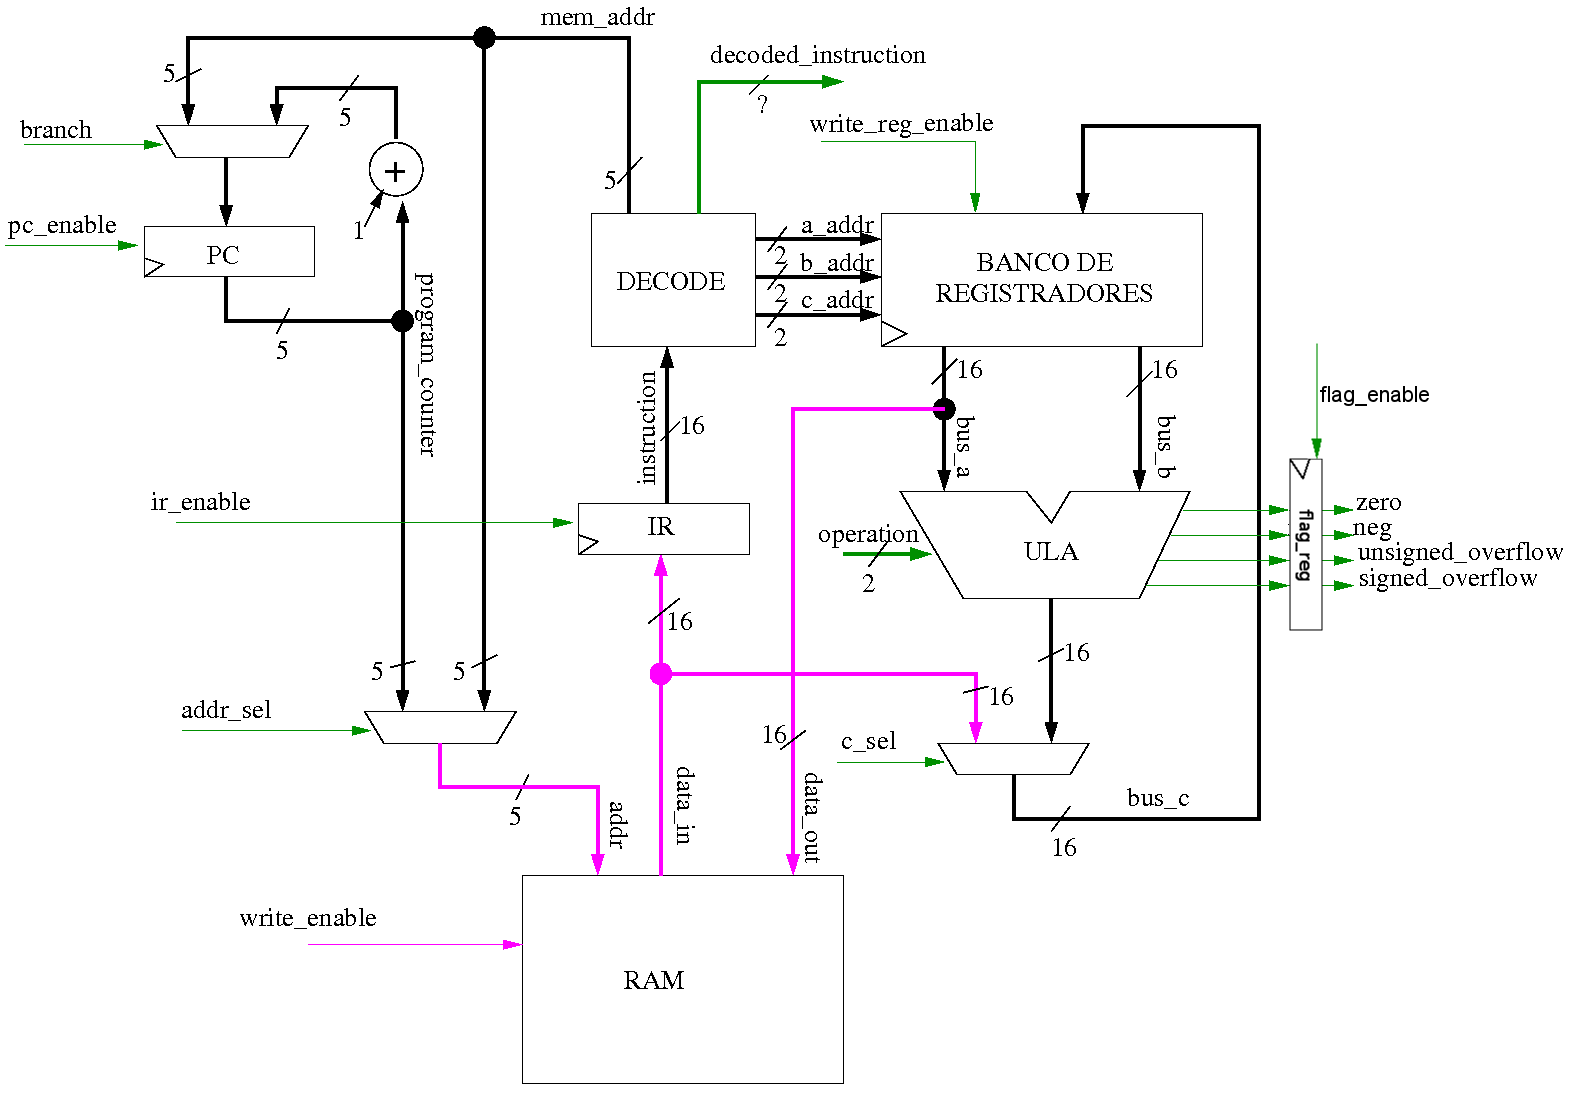 mem_addr
decoded_instruction
5
5
?
branch
write_reg_enable
1
5
pc_enable
PC
a_addr
2
b_addr
2
c_addr
2
DECODE
BANCO DE
REGISTRADORES
5
program_counter
instruction
16
16
16
bus_a
bus_b
flag_enable
ir_enable
IR
operation
2
ULA
flag_reg
zero
neg
unsigned_overflow
signed_overflow
16
16
5
5
16
addr_sel
16
c_sel
5
addr
data_in
data_out
bus_c
16
write_enable
RAM
+